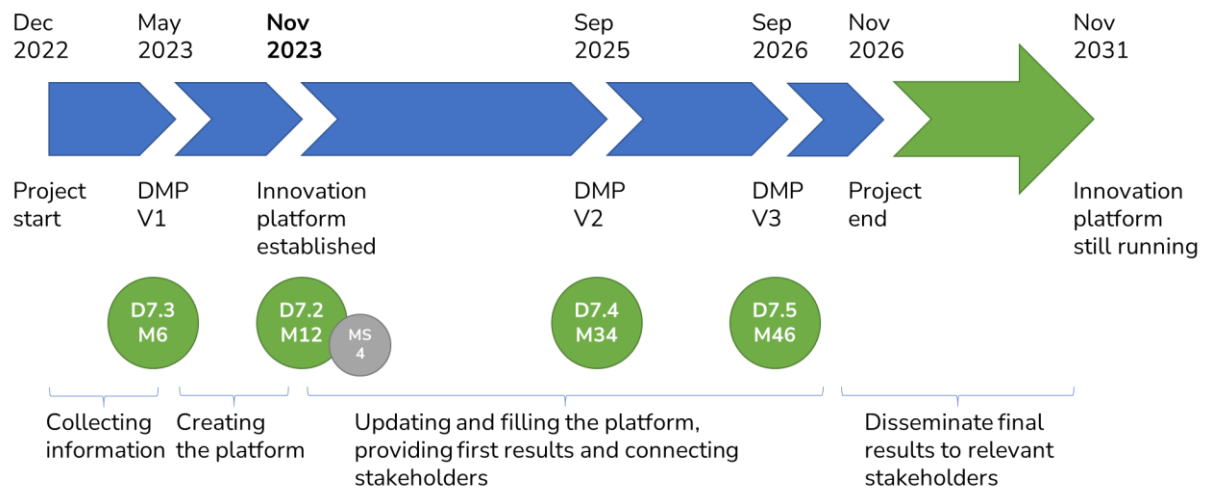 Dec
2022
May
2023
Nov
2023
Sep
2025
Sep
2026
Nov
2026
Nov
2031
Project
start
DMP
V1
Innovation
platform
established
DMP
V2
DMP
V3
Project
end
Innovation
platform
still running
D7.3
M6
D7.2
M12
MS
4
D7.4
M34
D7.5
M46
Collecting
information
Creating
the platform
Updating and filling the platform,
providing first results and connecting
stakeholders
Disseminate final
results to relevant
stakeholders